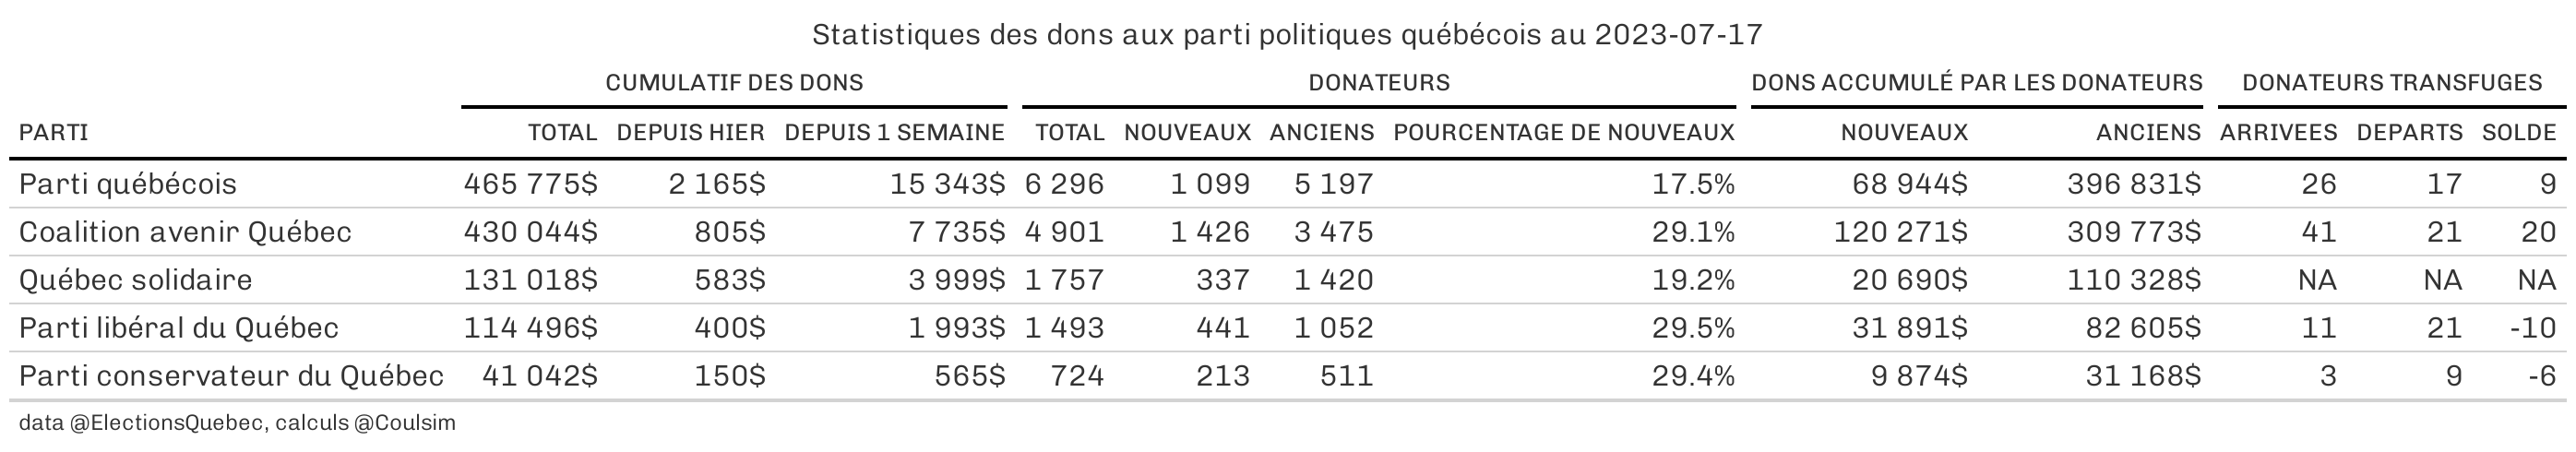 Statistiques des dons aux parti politiques québécois au 2023-07-17
CUMULATIF DES DONS DONATEURS DONS ACCUMULÉ PAR LES DONATEURS DONATEURS TRANSFUGES
PARTI TOTAL DEPUIS HIER DEPUIS 1 SEMAINE TOTAL NOUVEAUX ANCIENS POURCENTAGE DE NOUVEAUX NOUVEAUX ANCIENS ARRIVEES DEPARTS SOLDE
Parti québécois 465 775$ 2 165$ 15 343$ 6 296 1 099 5 197 17.5% 68 944$ 396 831$ 26 17 9
Coalition avenir Québec 430 044$ 805$ 7 735$ 4 901 1 426 3 475 29.1% 120 271$ 309 773$ 41 21 20
Québec solidaire 131 018$ 583$ 3 999$ 1 757 337 1 420 19.2% 20 690$ 110 328$ NA NA NA
Parti libéral du Québec 114 496$ 400$ 1 993$ 1 493 441 1 052 29.5% 31 891$ 82 605$ 11 21 -10
Parti conservateur du Québec 41 042$ 150$ 565$ 724 213 511 29.4% 9 874$ 31 168$ 3 9 -6
data @ElectionsQuebec, calculs @Coulsim